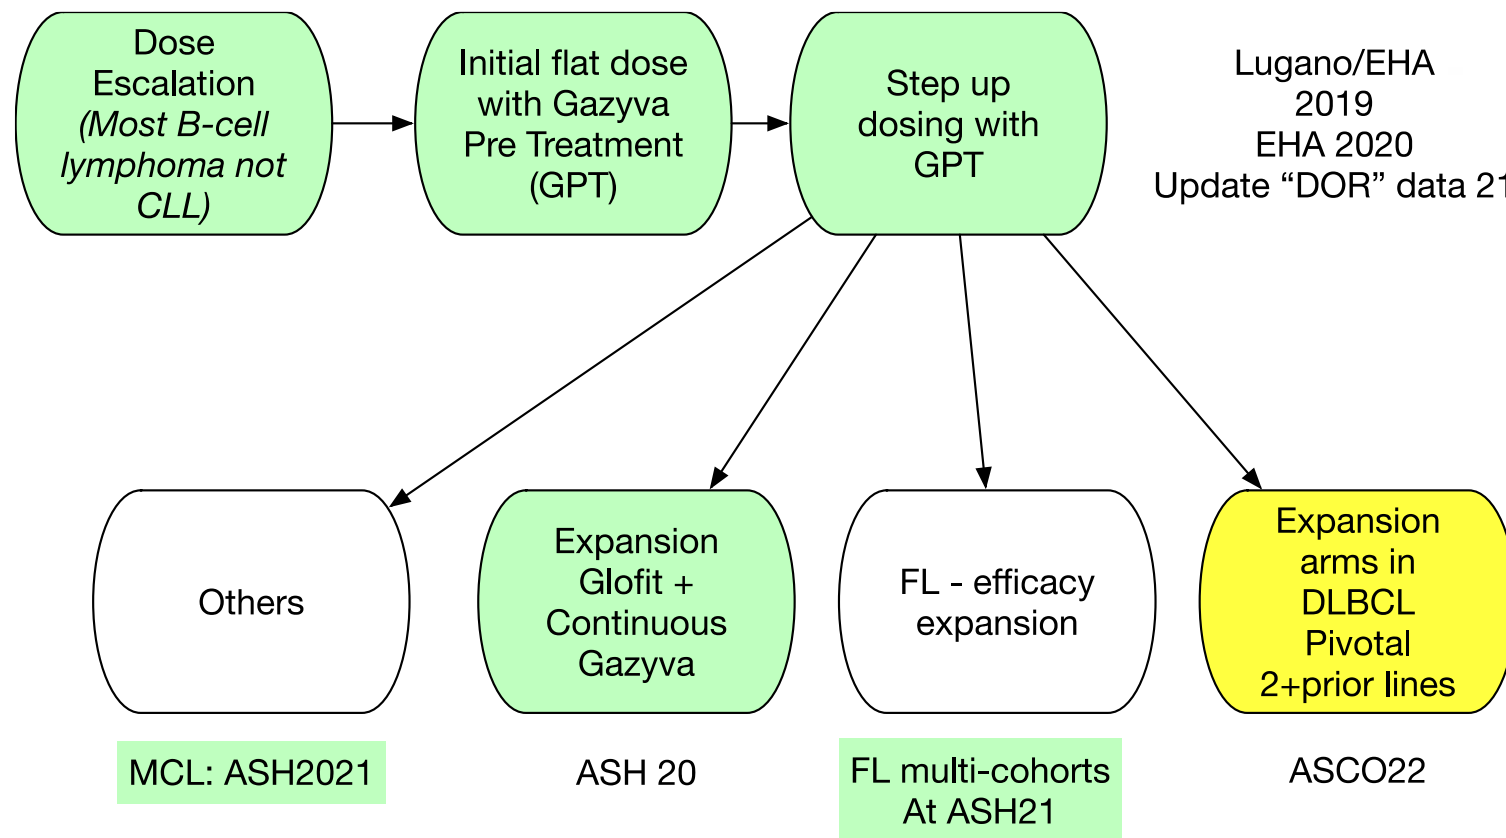 Dose
Escalation
(Most B-cell
lymphoma not
CLL)
Initial flat dose
with Gazyva
Pre Treatment
(GPT)
Step up
dosing with
GPT
Lugano/EHA
2019
EHA 2020
Update “DOR” data 21
Others
Expansion
Glofit +
Continuous
Gazyva
FL - efficacy
expansion
Expansion
arms in
DLBCL
Pivotal
2+prior lines
MCL: ASH2021
ASH 20
FL multi-cohorts
At ASH21
ASCO22